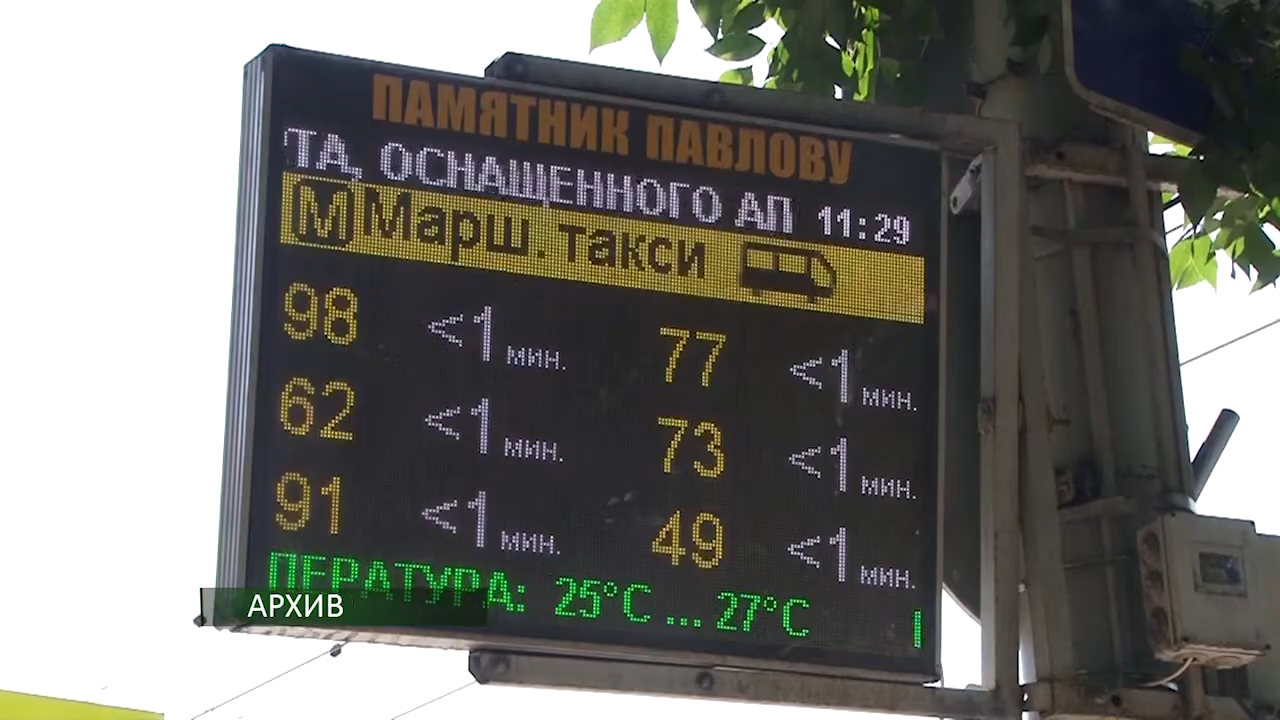 ПАМЯТНИК ПАВЛОВУ
ТА, ОСНАЩЕННОГО АП 11:29
М Марш. такси
98 <1 мин. 77 <1 мин.
62 <1 мин. 73 <1 мин.
91 <1 мин. 49 <1 мин.
ПЕРАТУРА: 25°C ... 27°C
АРХИВ